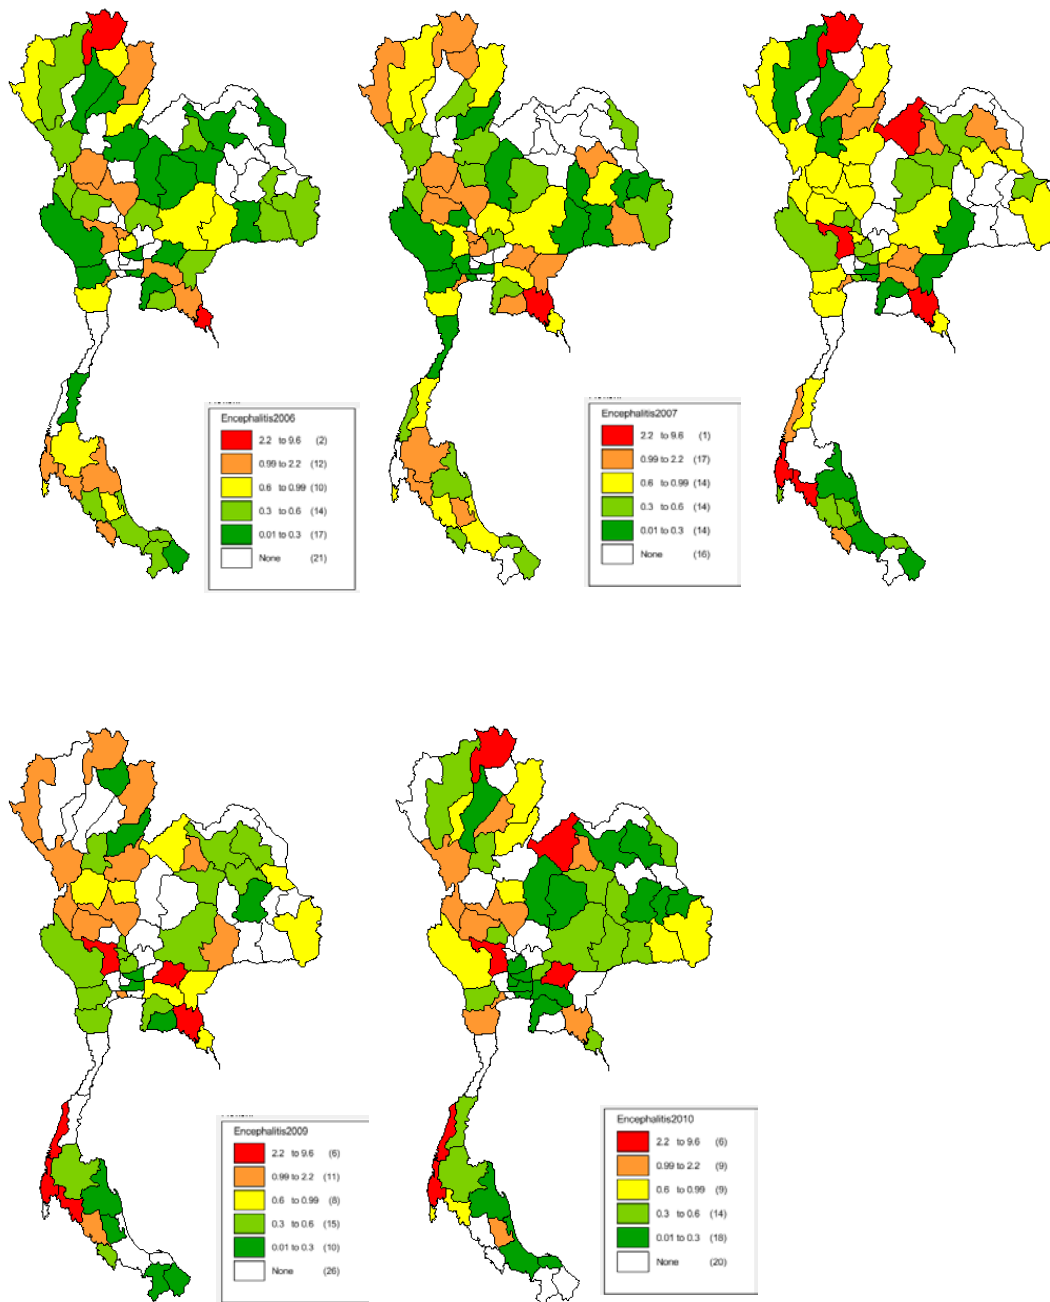 Encephalitis2006
2.2 to 9.6 (2)
0.99 to 2.2 (12)
0.6 to 0.99 (10)
0.3 to 0.6 (14)
0.01 to 0.3 (17)
None (21)
Encephalitis2007
2.2 to 9.6 (1)
0.99 to 2.2 (17)
0.6 to 0.99 (14)
0.3 to 0.6 (14)
0.01 to 0.3 (14)
None (16)
Encephalitis2009
2.2 to 9.6 (6)
0.99 to 2.2 (11)
0.6 to 0.99 (8)
0.3 to 0.6 (15)
0.01 to 0.3 (10)
None (26)
Encephalitis2010
2.2 to 9.6 (6)
0.99 to 2.2 (9)
0.6 to 0.99 (9)
0.3 to 0.6 (14)
0.01 to 0.3 (18)
None (20)